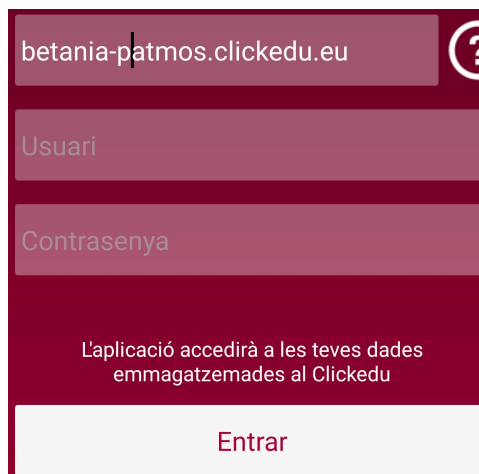 betania-patmos.clickedu.eu
?
Usuari
Contrasenya
L'aplicació accedirà a les teves dades
emmagatzemades al Clickedu
Entrar